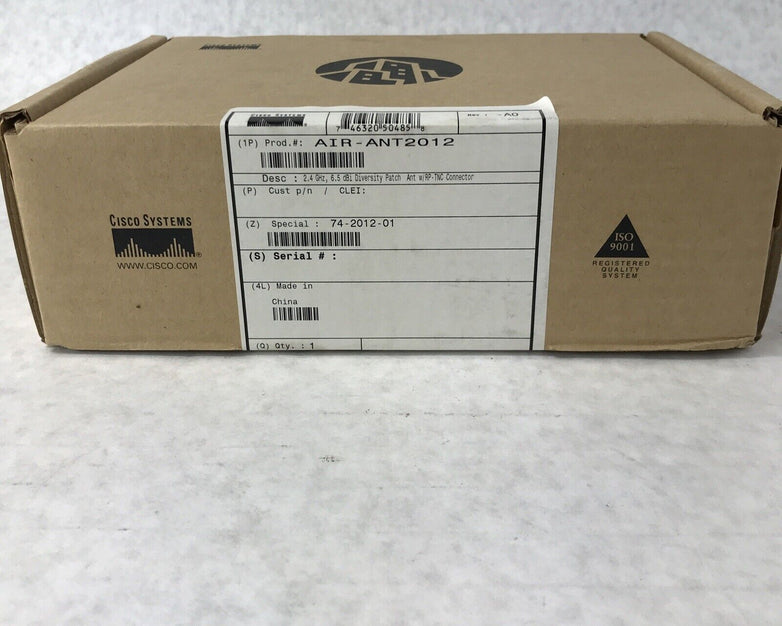 CISCO SYSTEMS
7 46320 50485 8
Rev : -A0
(1P) Prod.#: AIR-ANT2012
Desc : 2.4 GHz, 6.5 dBi Diversity Patch Ant w/RP-TNC Connector
(P) Cust p/n / CLEI:
(Z) Special : 74-2012-01
(S) Serial # :
(4L) Made in
China
(Q) Qty. : 1
CISCO SYSTEMS
®
WWW.CISCO.COM
ISO
9001
REGISTERED
QUALITY
SYSTEM